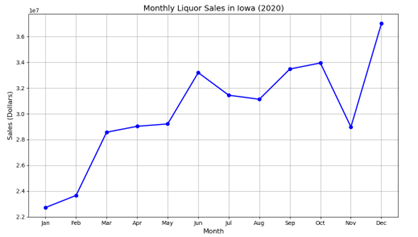 Monthly Liquor Sales in Iowa (2020)
1e7
3.6
3.4
3.2
3.0
2.8
2.6
2.4
2.2
Sales (Dollars)
Jan Feb Mar Apr May Jun Jul Aug Sep Oct Nov Dec
Month